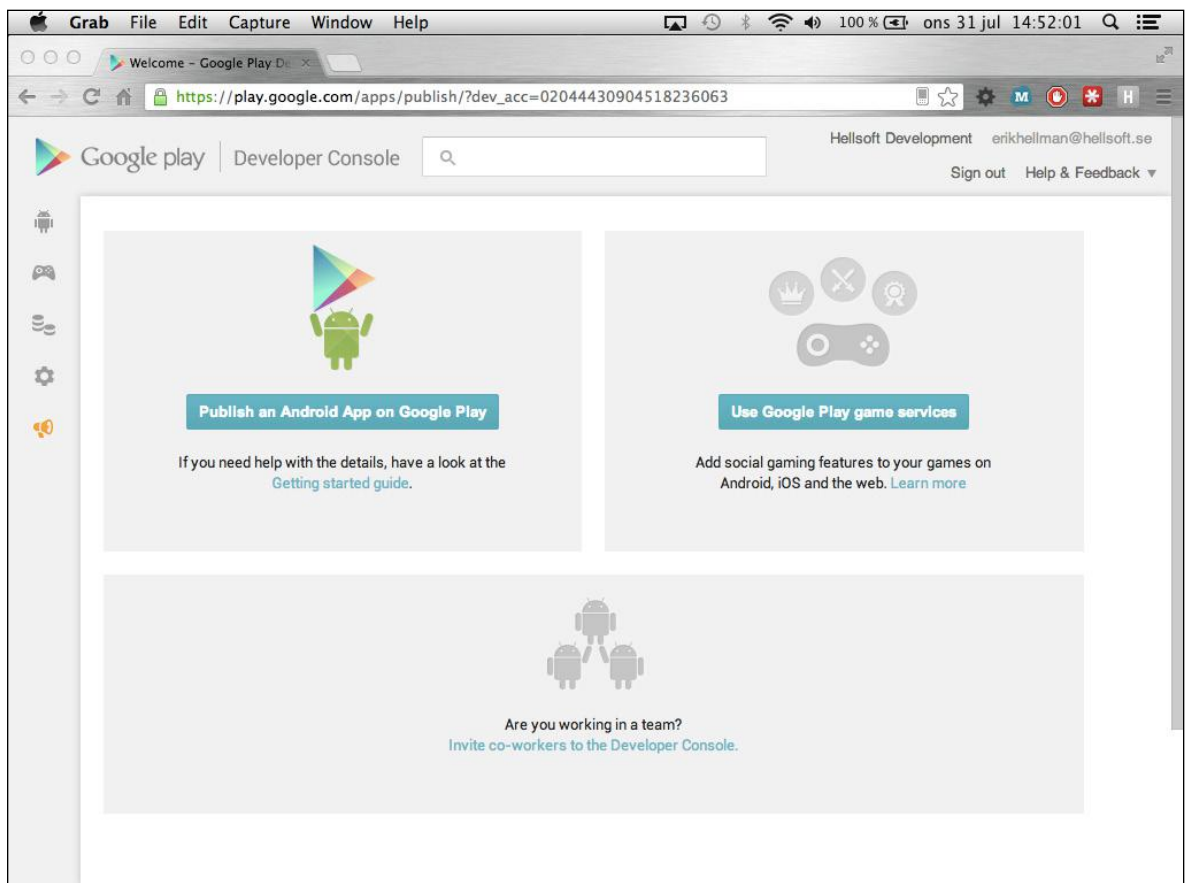 Grab File Edit Capture Window Help 100 % ons 31 jul 14:52:01
Welcome – Google Play De
https://play.google.com/apps/publish/?dev_acc=02044430904518236063 M H
Google play Developer Console
Hellsoft Development erikhellman@hellsoft.se
Sign out Help & Feedback
Publish an Android App on Google Play
If you need help with the details, have a look at the
Getting started guide.
Use Google Play game services
Add social gaming features to your games on
Android, iOS and the web. Learn more
Are you working in a team?
Invite co-workers to the Developer Console.